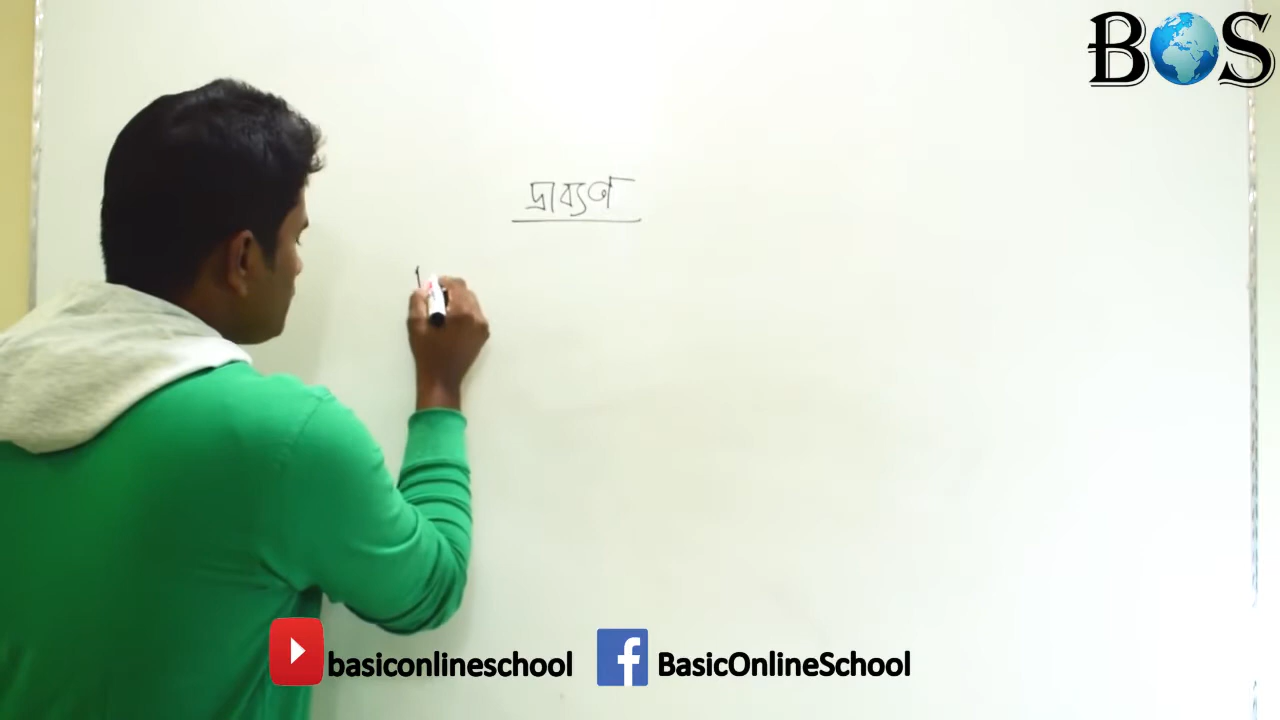 BOS
দ্রাব্যণ
basiconlineschool
BasicOnlineSchool